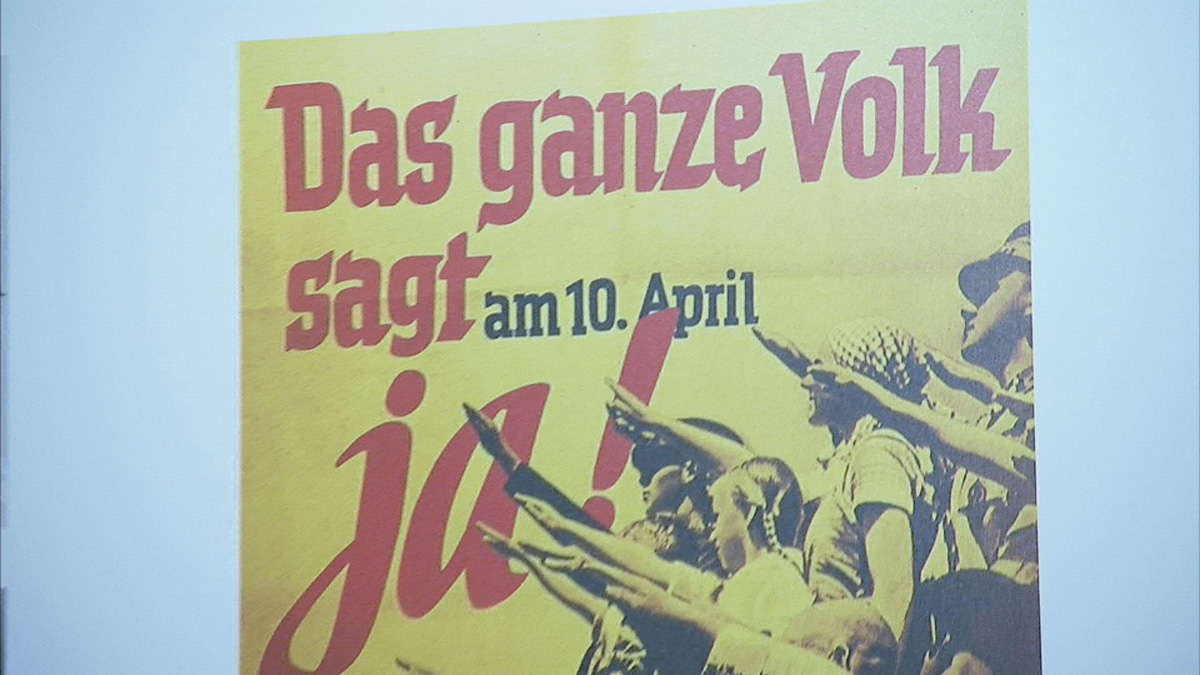 Das ganze Volk
sagt am 10. April
ja!